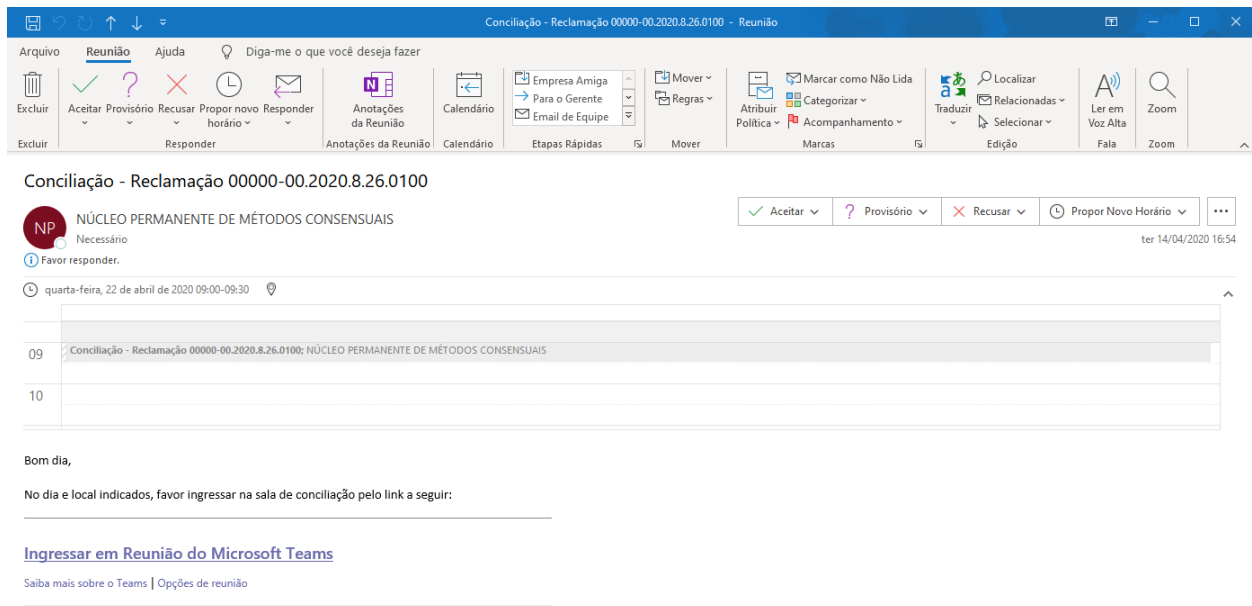 Conciliação - Reclamação 00000-00.2020.8.26.0100 - Reunião
Arquivo Reunião Ajuda Diga-me o que você deseja fazer
Excluir
Aceitar Provisório Recusar Propor novo horário Responder
Anotações da Reunião
Calendário
Empresa Amiga
Para o Gerente
Email de Equipe
Mover
Regras
Atribuir Política
Marcar como Não Lida
Categorizar
Acompanhamento
Traduzir
Localizar
Relacionadas
Selecionar
Ler em Voz Alta
Zoom
Excluir Responder Anotações da Reunião Calendário Etapas Rápidas Mover Marcas Edição Fala Zoom
Conciliação - Reclamação 00000-00.2020.8.26.0100
NP
NÚCLEO PERMANENTE DE MÉTODOS CONSENSUAIS
Necessário
Aceitar Provisório Recusar Propor Novo Horário
ter 14/04/2020 16:54
Favor responder.
quarta-feira, 22 de abril de 2020 09:00-09:30
09 Conciliação - Reclamação 00000-00.2020.8.26.0100; NÚCLEO PERMANENTE DE MÉTODOS CONSENSUAIS
10
Bom dia,
No dia e local indicados, favor ingressar na sala de conciliação pelo link a seguir:
Ingressar em Reunião do Microsoft Teams
Saiba mais sobre o Teams | Opções de reunião